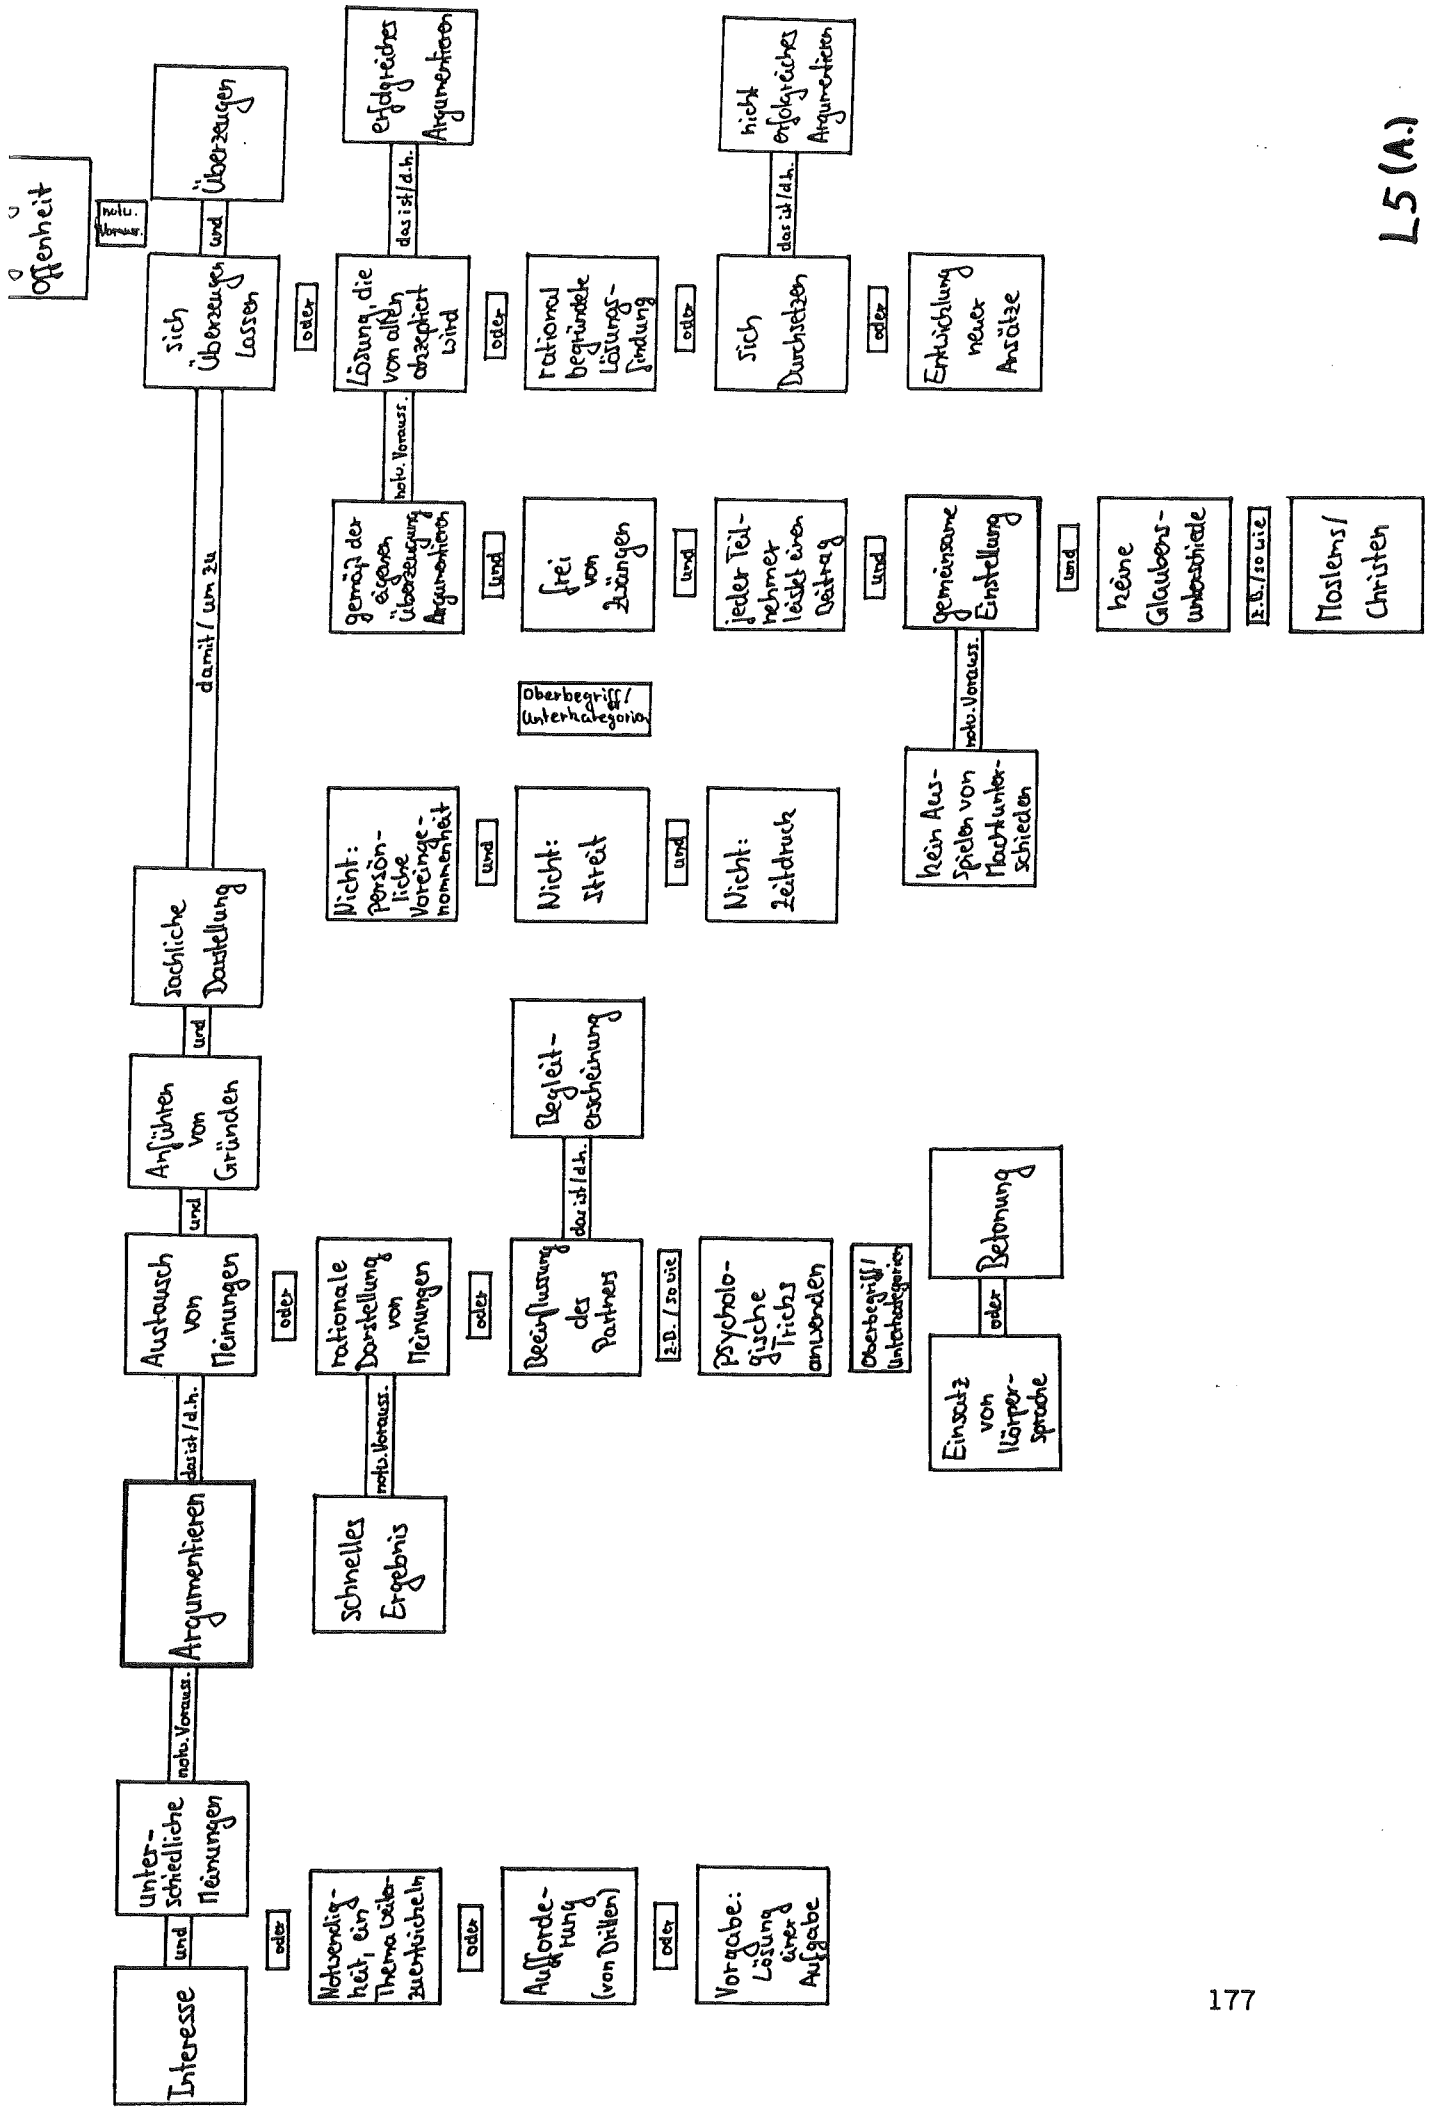 Offenheit
notw.
Vorauss.
Interesse
und
unter-
schiedliche
Meinungen
notw. Vorauss.
Argumentieren
das ist / d.h.
Austausch
von
Meinungen
und
Anführen
von
Gründen
und
sachliche
Darstellung
damit / um zu
sich
Überzeugen
Lassen
und
Überzeugen
oder
oder
oder
Notwendig-
keit, ein
Thema weiter-
zuentwickeln
schnelles
Ergebnis
notw. Vorauss.
rationale
Darstellung
von
Meinungen
Nicht:
persön-
liche
Voreinge-
nommenheit
gemäß der
eigenen
Überzeugung
Argumentieren
notw. Vorauss.
Lösung, die
von allen
akzeptiert
wird
das ist / d.h.
erfolgreiches
Argumentieren
oder
oder
und
und
oder
Aufforde-
rung
(von Dritten)
Beeinflussung
des
Partners
das ist / d.h.
Begleit-
erscheinung
Nicht:
Streit
Oberbegriff /
Unterkategorien
frei
von
Zwängen
rational
begründete
Lösungs-
findung
oder
z.B. / so wie
und
und
oder
Vorgabe:
Lösung
einer
Aufgabe
Psycholo-
gische
Tricks
anwenden
Nicht:
Zeitdruck
jeder Teil-
nehmer
leistet einen
Beitrag
sich
Durchsetzen
das ist / d.h.
nicht
erfolgreiches
Argumentieren
Oberbegriff /
Unterkategorien
und
oder
Einsatz
von
Körper-
sprache
oder
Betonung
kein Aus-
spielen von
Machtunter-
schieden
notw. Vorauss.
gemeinsame
Einstellung
Entwicklung
neuer
Ansätze
und
keine
Glaubens-
unterschiede
z.B. / so wie
Moslems /
Christen
L5 (A.)
177